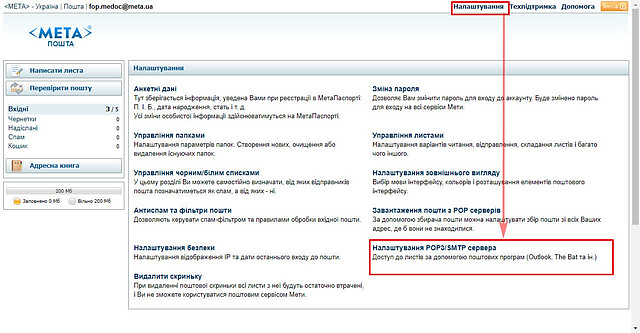 <META> - Україна | Пошта | fop.medoc@meta.ua
Налаштування Техпідтримка Допомога Вихід
<META>
ПОШТА
Написати листа
Перевірити пошту
Вхідні 3 / 5
Чернетки 0
Надіслані 0
Спам 0
Кошик 0
Адресна книга
200 Мб
Заповнено 0 Мб Вільно 200 Мб
Налаштування
Анкетні дані
Тут зберігається інформація, уведена Вами при реєстрації в МетаПаспорті:
П. І. Б., дата народження, стать і т. д.
Усі зміни особистої інформації здійснюватимуться на МетаПаспорті.
Зміна пароля
Дозволяє Вам змінити пароль для входу до аккаунту. Буде змінено пароль
для входу на всі сервіси Мети.
Управління папками
Налаштування параметрів папок. Створення нових, очищення або
видалення існуючих папок.
Управління листами
Налаштування варіантів читання, відправлення, складання листів і багато
чого іншого.
Управління чорним/білим списками
У цьому розділі Ви можете самостійно визначати, від яких відправників
пошта позначатиметься як спам, а від яких - ні.
Налаштування зовнішнього вигляду
Вибір мови інтерфейсу, кольорів і розташування елементів поштового
інтерфейсу.
Антиспам та фільтри пошти
Дозволяють керувати спам-фільтром та правилами обробки вхідної пошти.
Завантаження пошти з POP серверів
За допомогою збирача пошти можна налаштувати збір пошти зі всіх Ваших
адрес, де б вони не знаходилися.
Налаштування безпеки
Налаштування відображення IP та дати останнього входу до пошти.
Налаштування POP3/SMTP сервера
Доступ до листів за допомогою поштових програм (Outlook, The Bat та ін.)
Видалити скриньку
При видаленні поштової скриньки всі листи з неї будуть остаточно втрачені,
і Ви не зможете користуватися поштовим сервісом Мети.